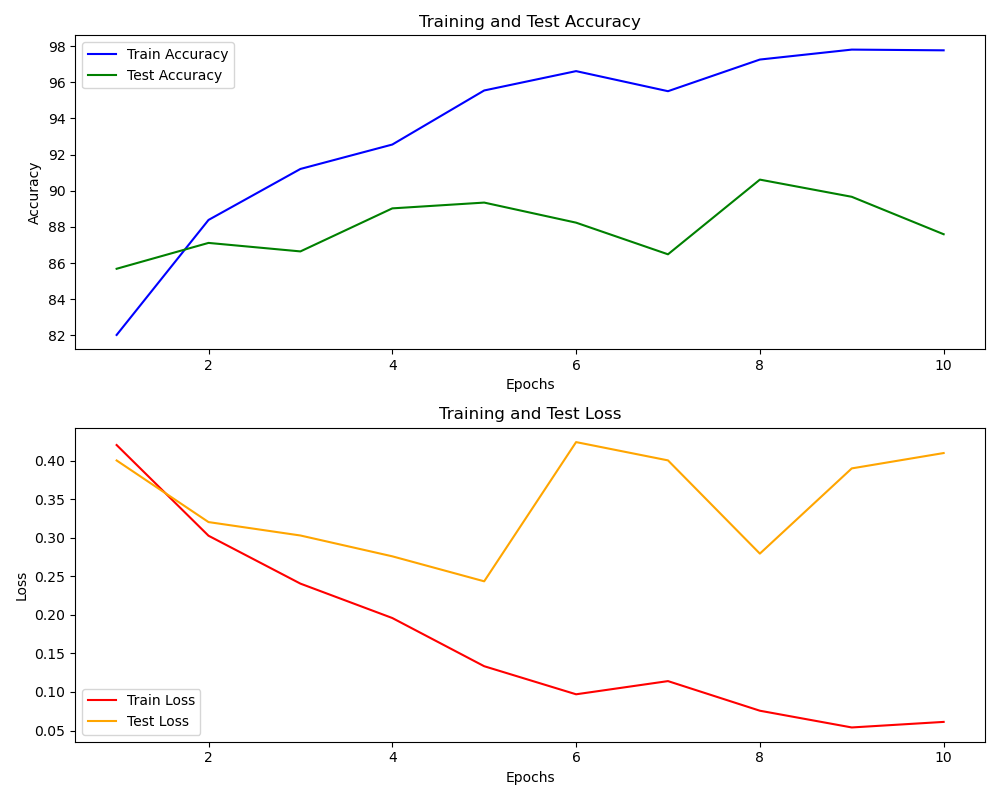 Training and Test Accuracy
Train Accuracy
Test Accuracy
98
96
94
92
90
88
86
84
82
Accuracy
2 4 6 8 10
Epochs
Training and Test Loss
0.40
0.35
0.30
0.25
0.20
0.15
0.10
0.05
Loss
Train Loss
Test Loss
2 4 6 8 10
Epochs